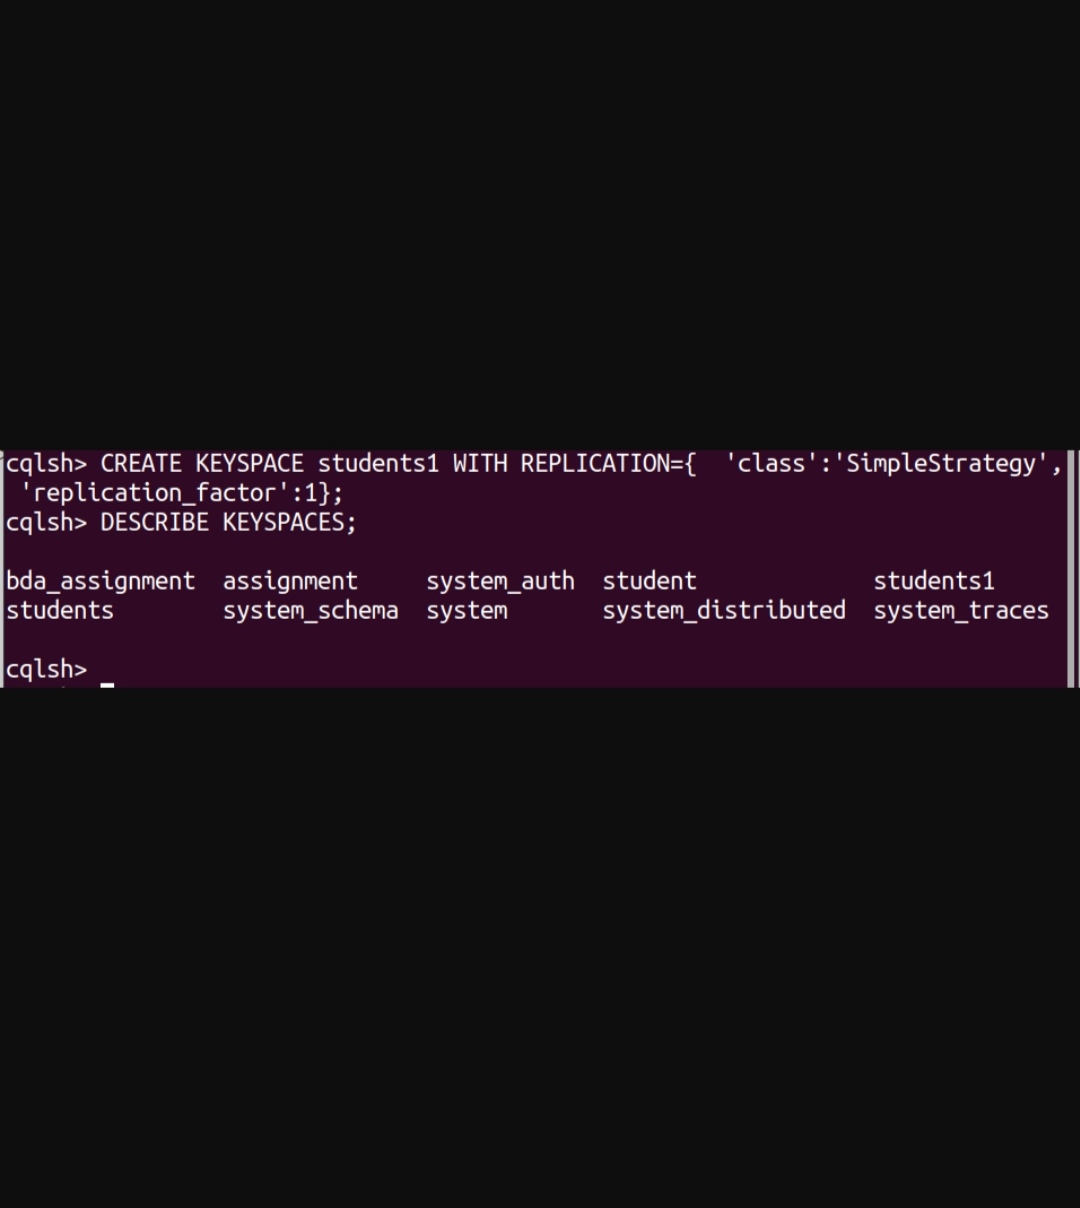 cqlsh> CREATE KEYSPACE students1 WITH REPLICATION={  'class':'SimpleStrategy',
'replication_factor':1};
cqlsh> DESCRIBE KEYSPACES;
bda_assignment  assignment     system_auth  student             students1
students        system_schema  system       system_distributed  system_traces
cqlsh>